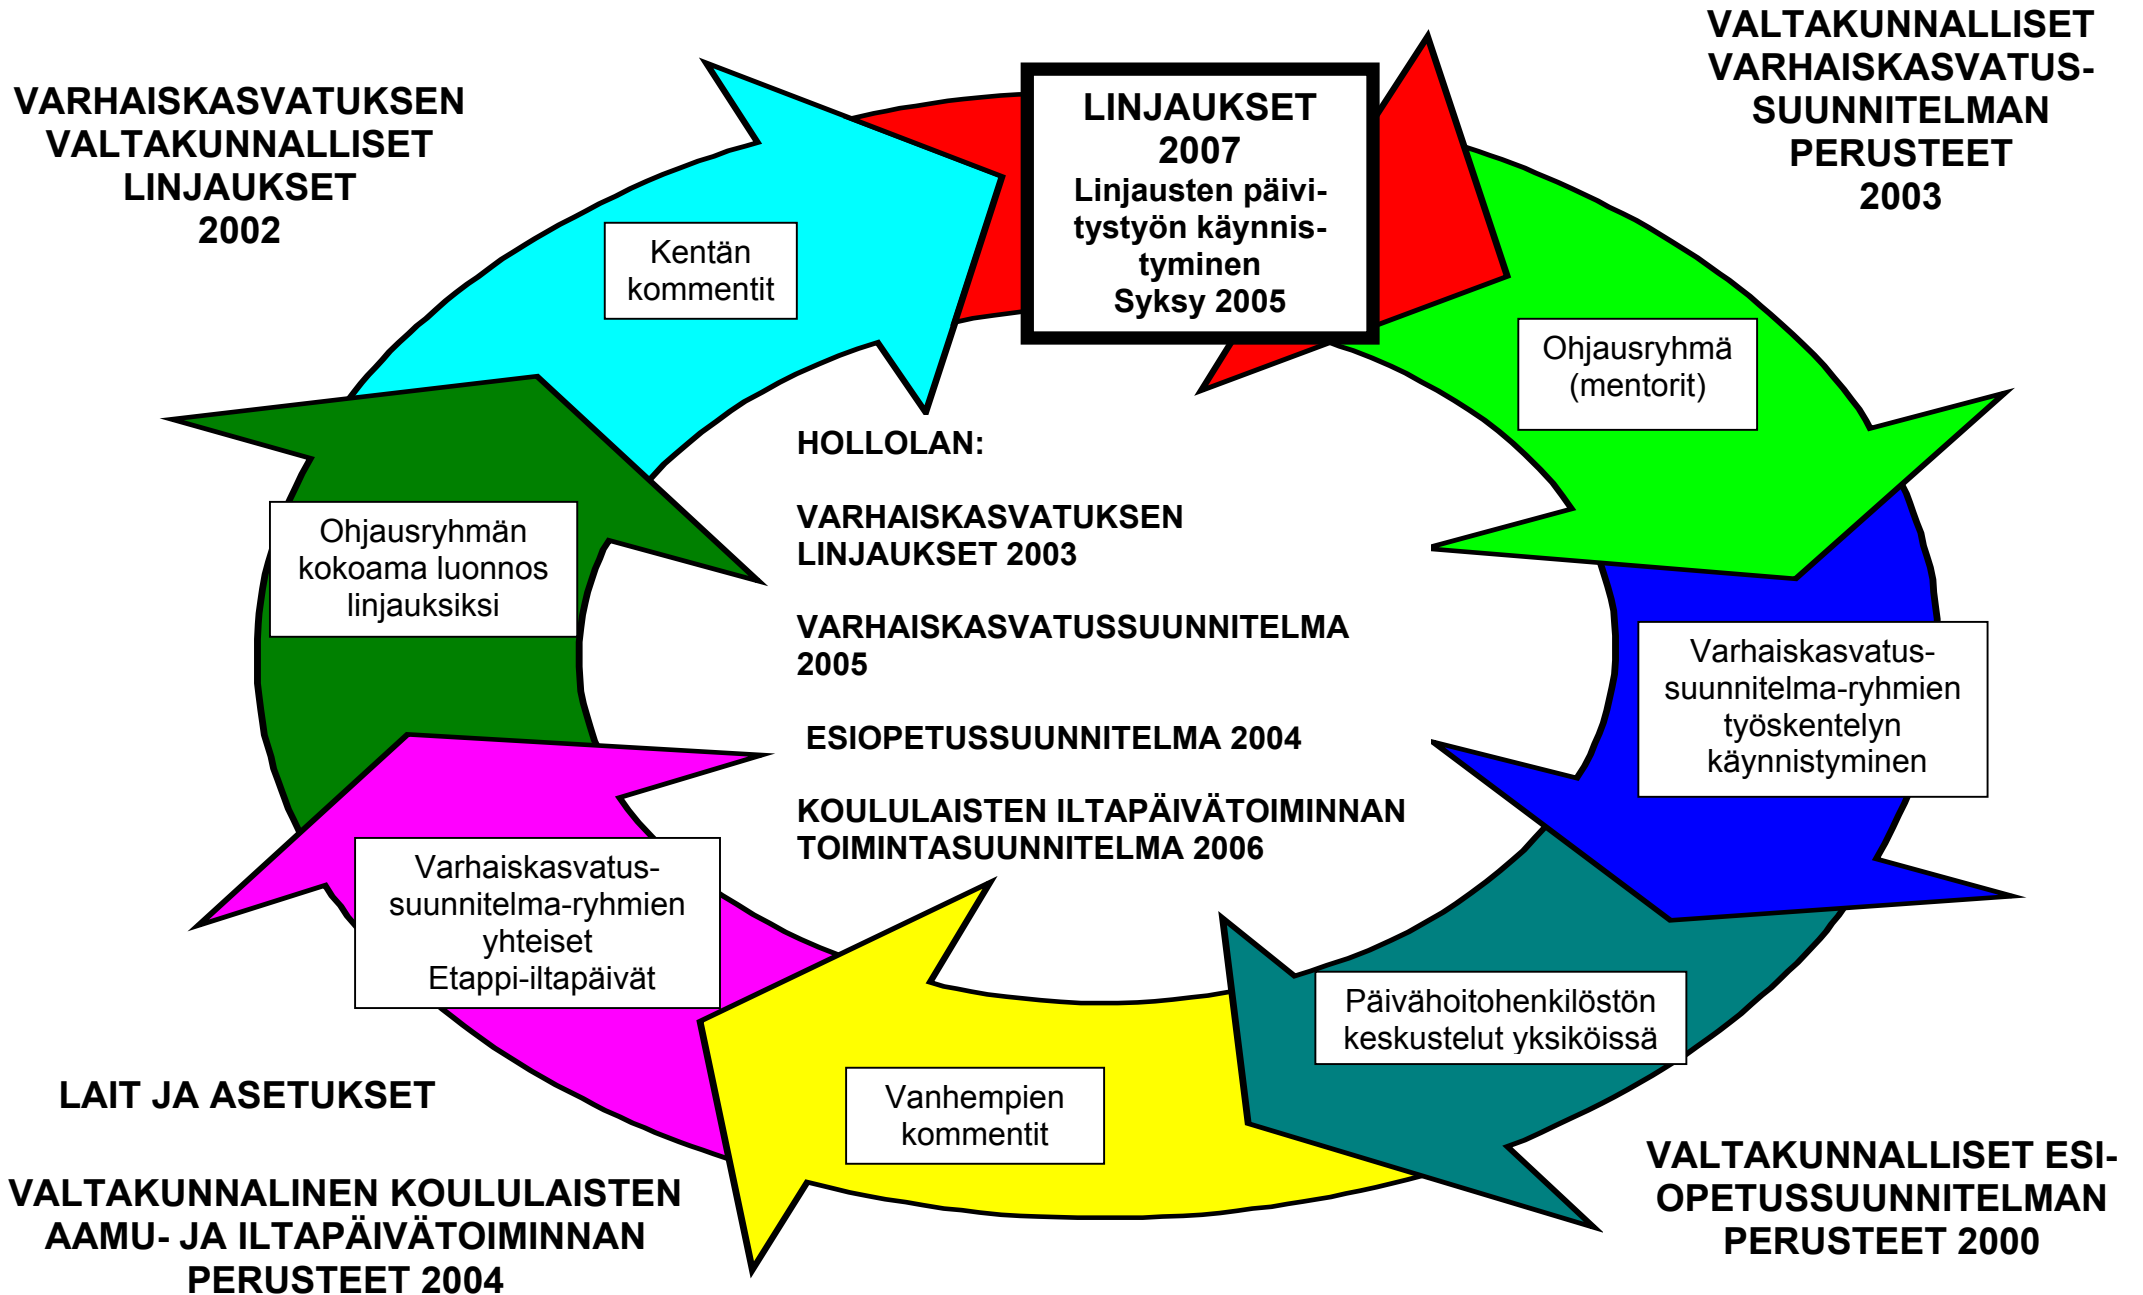 VARHAISKASVATUKSEN
VALTAKUNNALLISET
LINJAUKSET
2002
LINJAUKSET
2007
Linjausten päivi-
tystyön käynnis-
tyminen
Syksy 2005
VALTAKUNNALLISET
VARHAISKASVATUS-
SUUNNITELMAN
PERUSTEET
2003
Kentän
kommentit
Ohjausryhmä
(mentorit)
Ohjausryhmän
kokoama luonnos
linjauksiksi
HOLLOLAN:
VARHAISKASVATUKSEN
LINJAUKSET 2003
VARHAISKASVATUSSUUNNITELMA
2005
ESIOPETUSSUUNNITELMA 2004
KOULULAISTEN ILTAPÄIVÄTOIMINNAN
TOIMINTASUUNNITELMA 2006
Varhaiskasvatus-
suunnitelma-ryhmien
työskentelyn
käynnistyminen
Varhaiskasvatus-
suunnitelma-ryhmien
yhteiset
Etappi-iltapäivät
Päivähoitohenkilöstön
keskustelut yksiköissä
Vanhempien
kommentit
LAIT JA ASETUKSET
VALTAKUNNALINEN KOULULAISTEN
AAMU- JA ILTAPÄIVÄTOIMINNAN
PERUSTEET 2004
VALTAKUNNALLISET ESI-
OPETUSSUUNNITELMAN
PERUSTEET 2000